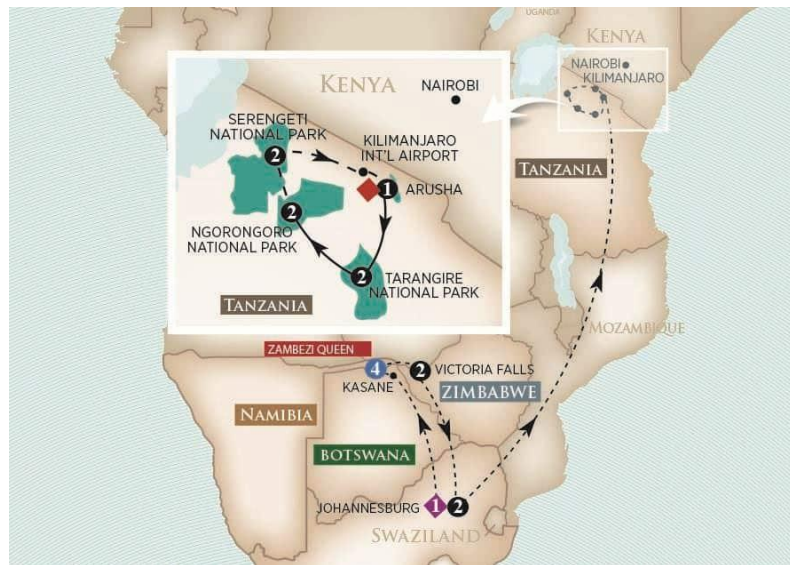 UGANDA
KENYA
NAIROBI
KILIMANJARO
KENYA
NAIROBI
SERENGETI
NATIONAL PARK
2
KILIMANJARO
INT'L AIRPORT
1
ARUSHA
2
NGORONGORO
NATIONAL PARK
2
TARANGIRE
NATIONAL PARK
TANZANIA
TANZANIA
MOZAMBIQUE
ZAMBEZI QUEEN
4
2
VICTORIA FALLS
KASANE
ZIMBABWE
NAMIBIA
BOTSWANA
JOHANNESBURG
1
2
SWAZILAND